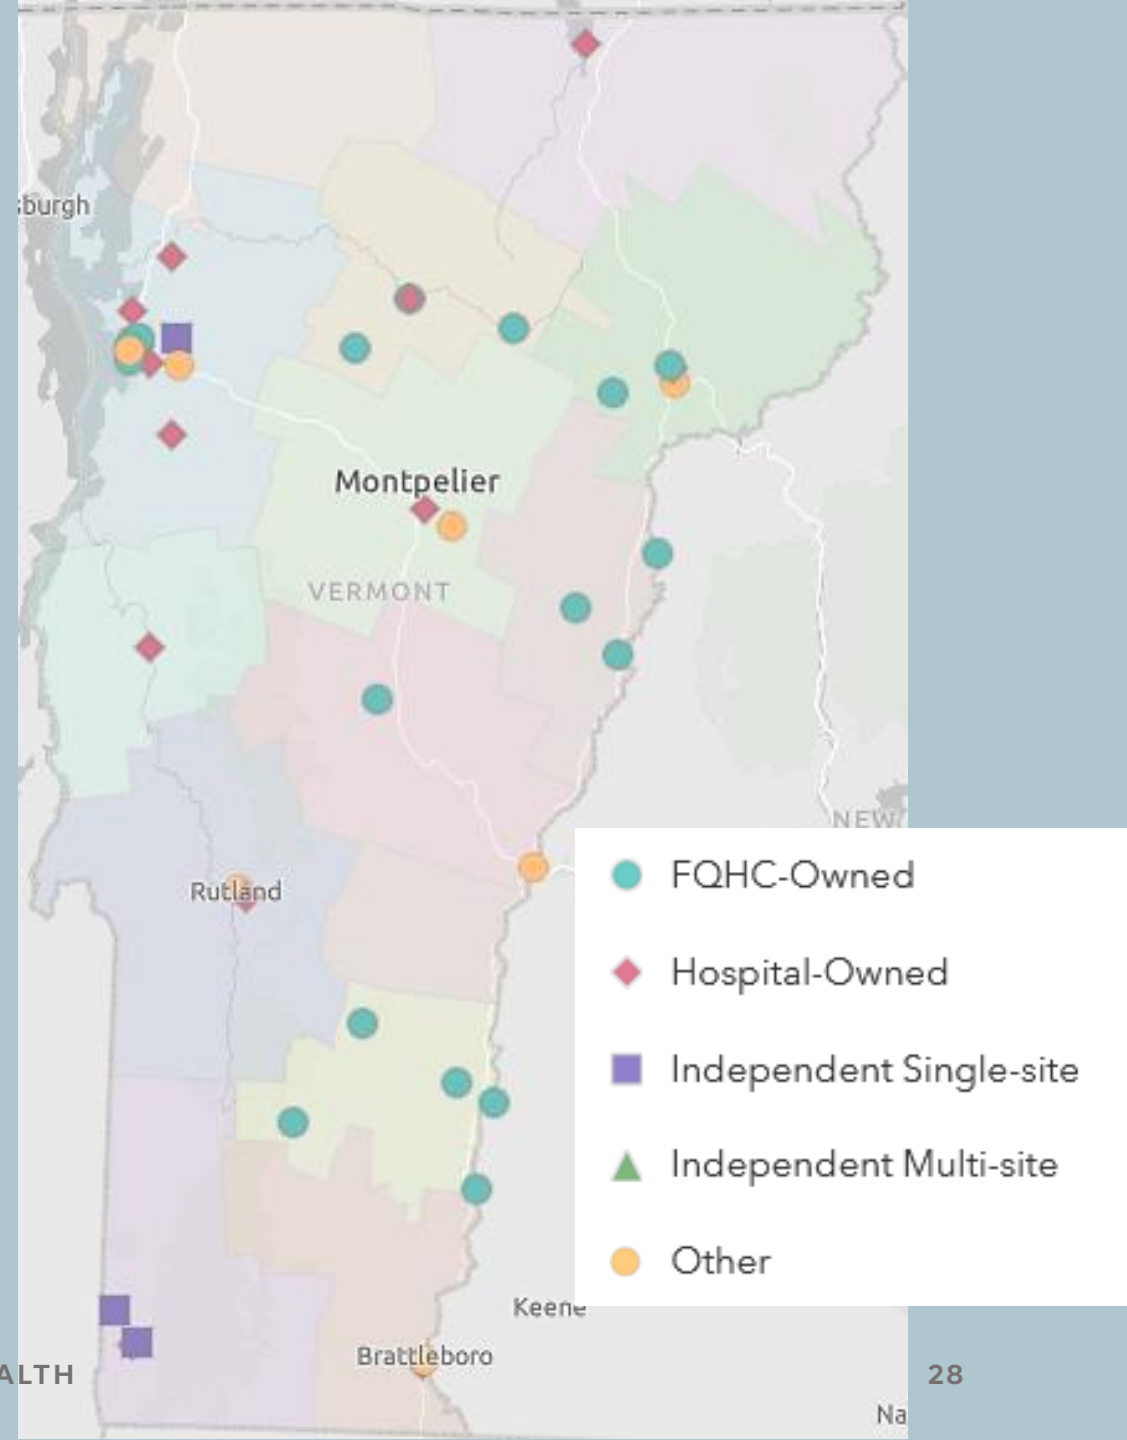 sburgh
Montpelier
VERMONT
NEW
Rutland
FQHC-Owned
Hospital-Owned
Independent Single-site
Independent Multi-site
Other
Keene
Brattleboro
ALTH
28
Na